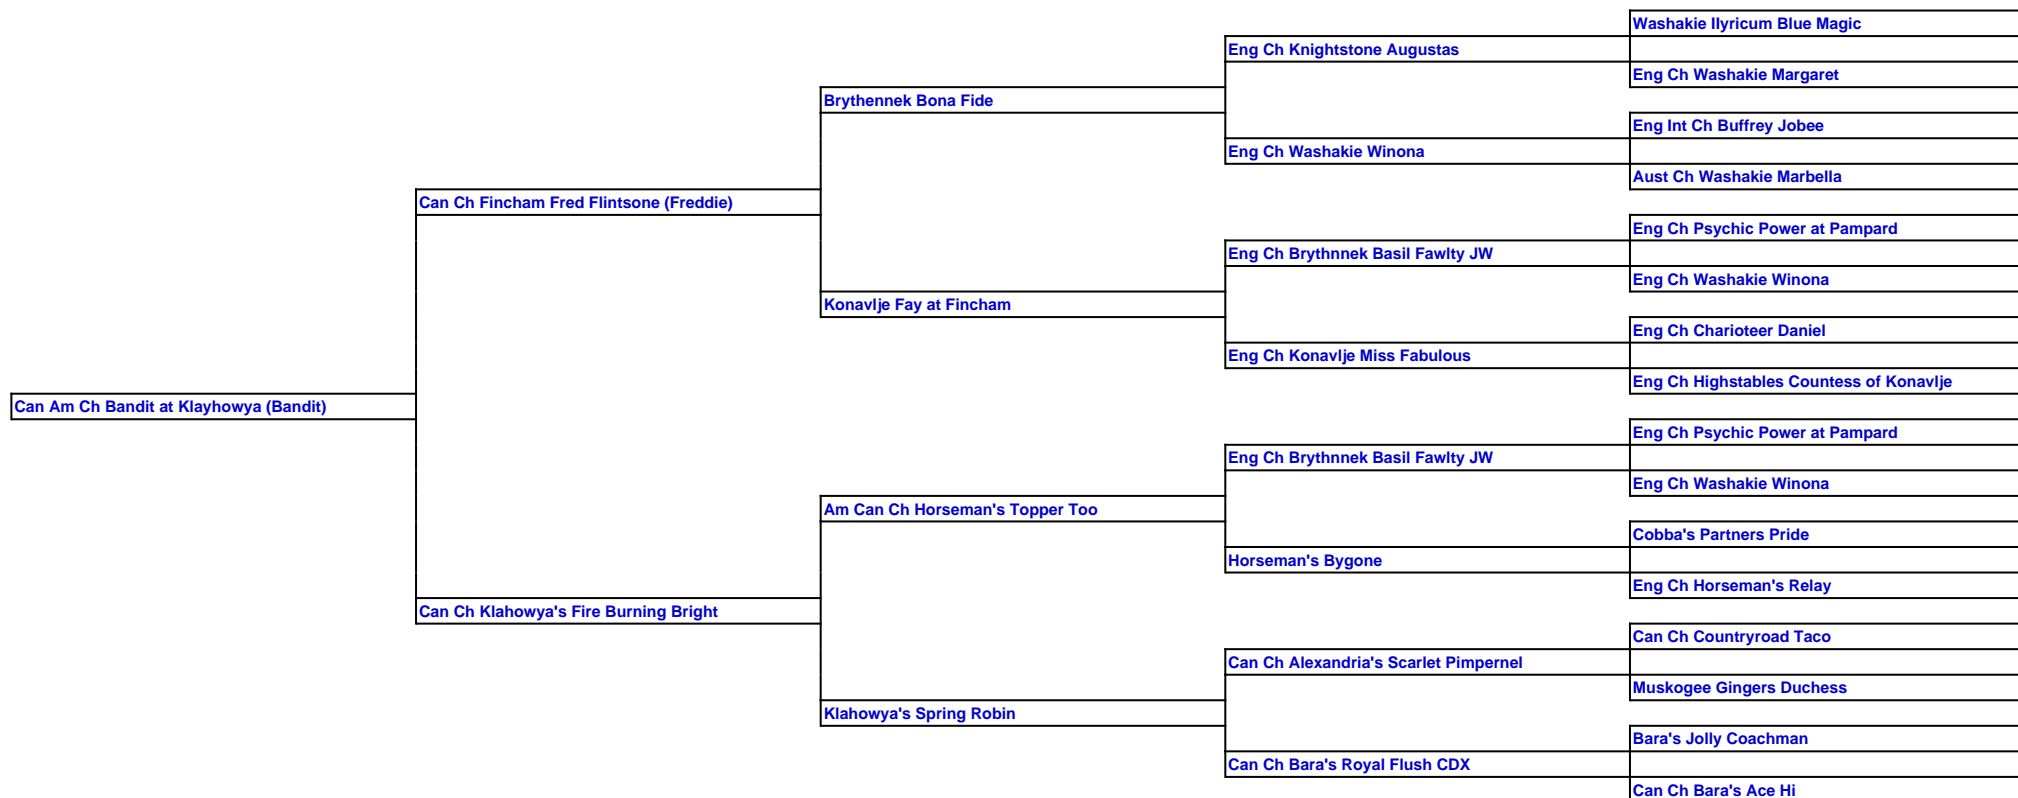 Washakie Ilyricum Blue Magic
Eng Ch Knightstone Augustas
Eng Ch Washakie Margaret
Brythennek Bona Fide
Eng Int Ch Buffrey Jobee
Eng Ch Washakie Winona
Aust Ch Washakie Marbella
Can Ch Fincham Fred Flintsone (Freddie)
Eng Ch Psychic Power at Pampard
Eng Ch Brythnnek Basil Fawlty JW
Eng Ch Washakie Winona
Konavlje Fay at Fincham
Eng Ch Charioteer Daniel
Eng Ch Konavlje Miss Fabulous
Eng Ch Highstables Countess of Konavlje
Can Am Ch Bandit at Klayhowya (Bandit)
Eng Ch Psychic Power at Pampard
Eng Ch Brythnnek Basil Fawlty JW
Eng Ch Washakie Winona
Am Can Ch Horseman's Topper Too
Cobba's Partners Pride
Horseman's Bygone
Eng Ch Horseman's Relay
Can Ch Klahowya's Fire Burning Bright
Can Ch Countryroad Taco
Can Ch Alexandria's Scarlet Pimpernel
Muskogee Gingers Duchess
Klahowya's Spring Robin
Bara's Jolly Coachman
Can Ch Bara's Royal Flush CDX
Can Ch Bara's Ace Hi